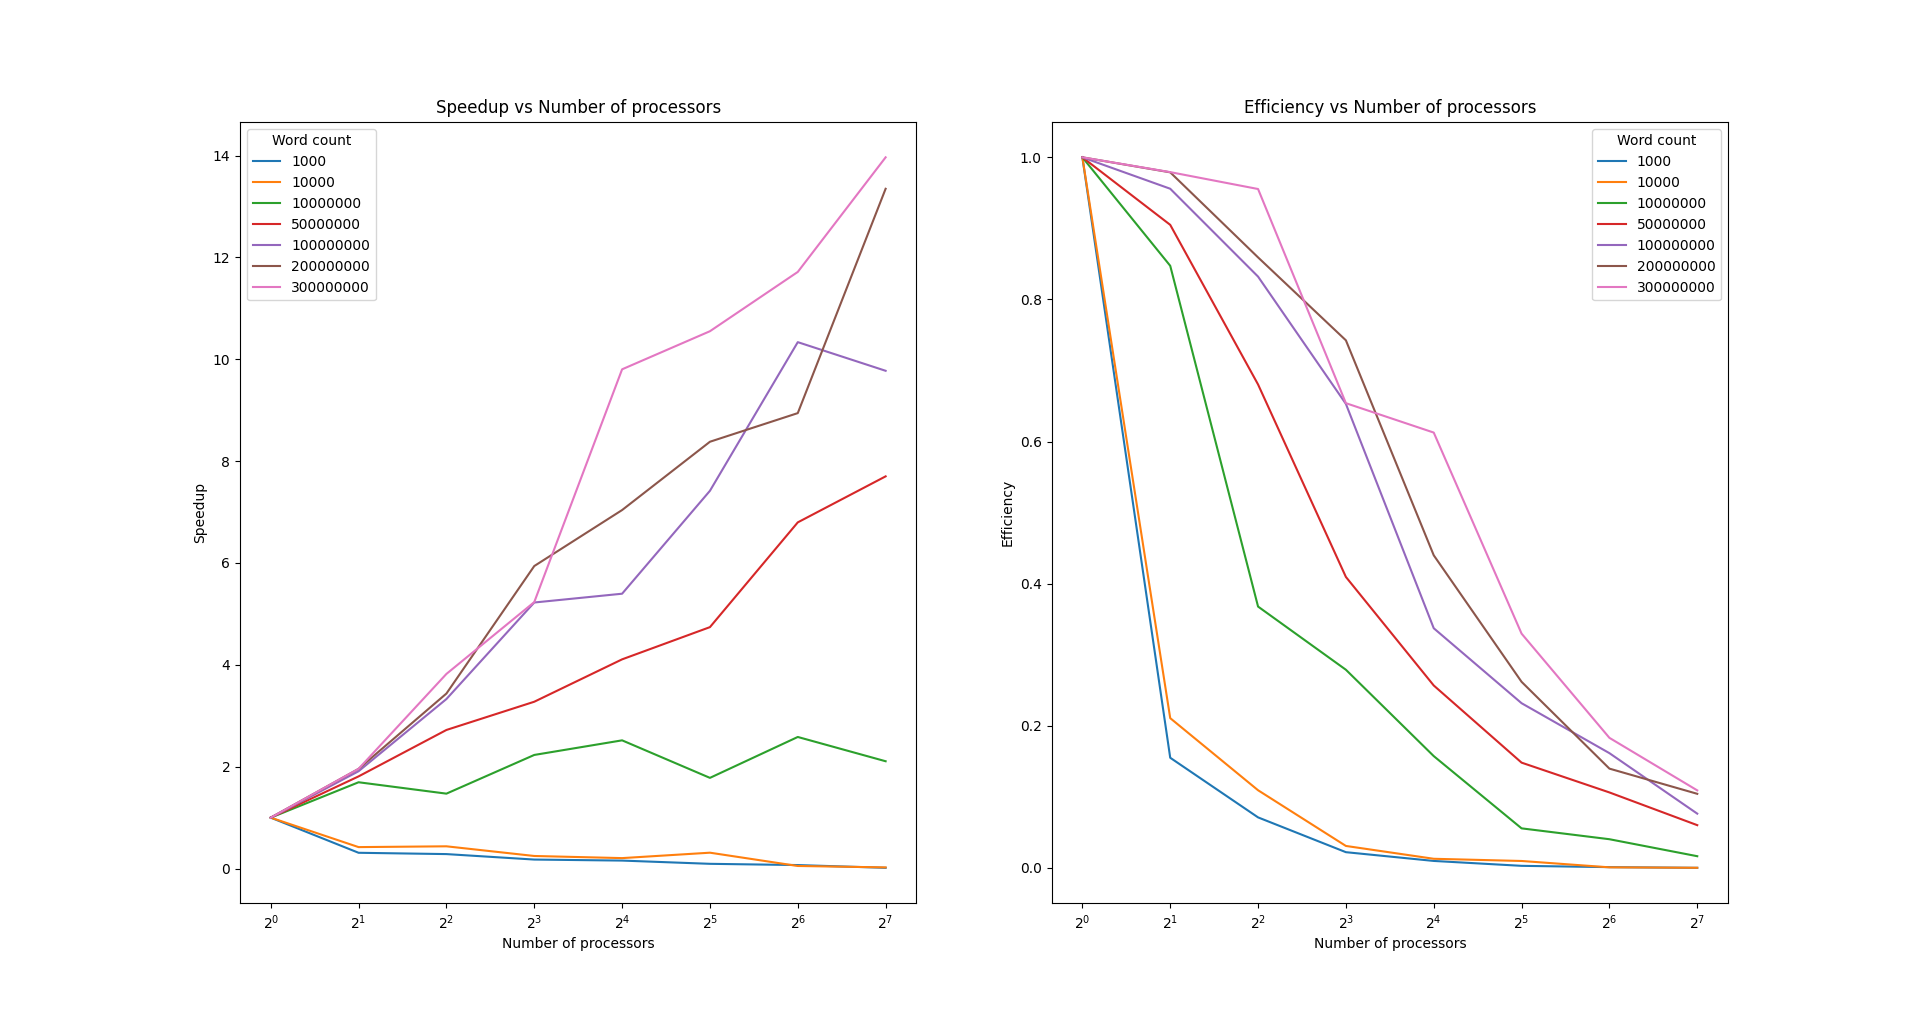 Speedup vs Number of processors
Word count
1000
10000
10000000
50000000
100000000
200000000
300000000
14
12
10
8
6
4
2
0
Speedup
2⁰ 2¹ 2² 2³ 2⁴ 2⁵ 2⁶ 2⁷
Number of processors
Efficiency vs Number of processors
Word count
1000
10000
10000000
50000000
100000000
200000000
300000000
1.0
0.8
0.6
0.4
0.2
0.0
Efficiency
2⁰ 2¹ 2² 2³ 2⁴ 2⁵ 2⁶ 2⁷
Number of processors